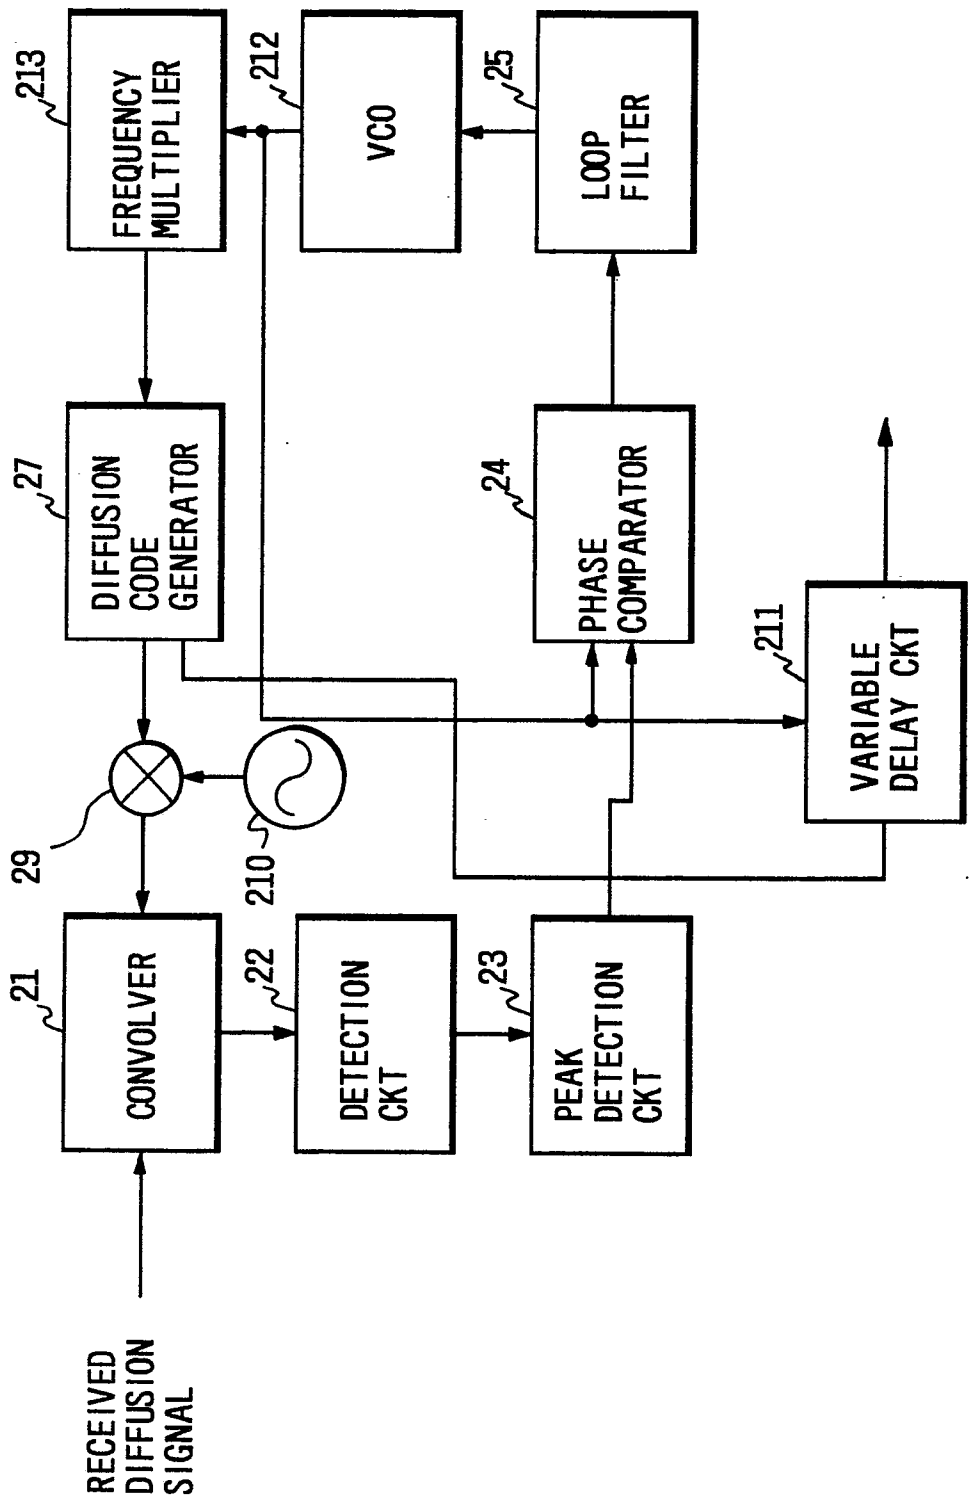 RECEIVED
DIFFUSION
SIGNAL
21
CONVOLVER
29
27
DIFFUSION
CODE
GENERATOR
213
FREQUENCY
MULTIPLIER
22
DETECTION
CKT
210
212
VCO
23
PEAK
DETECTION
CKT
24
PHASE
COMPARATOR
25
LOOP
FILTER
211
VARIABLE
DELAY CKT